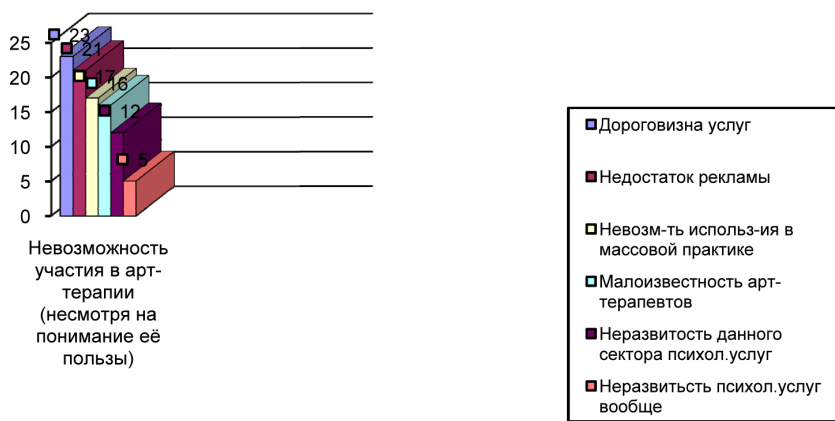 23
21
17
16
12
5
25
20
15
10
5
0
Невозможность
участия в арт-
терапии
(несмотря на
понимание её
пользы)
Дороговизна услуг
Недостаток рекламы
Невозм-ть использ-ия в
массовой практике
Малоизвестность арт-
терапевтов
Неразвитость данного
сектора психол.услуг
Неразвитьсть психол.услуг
вообще